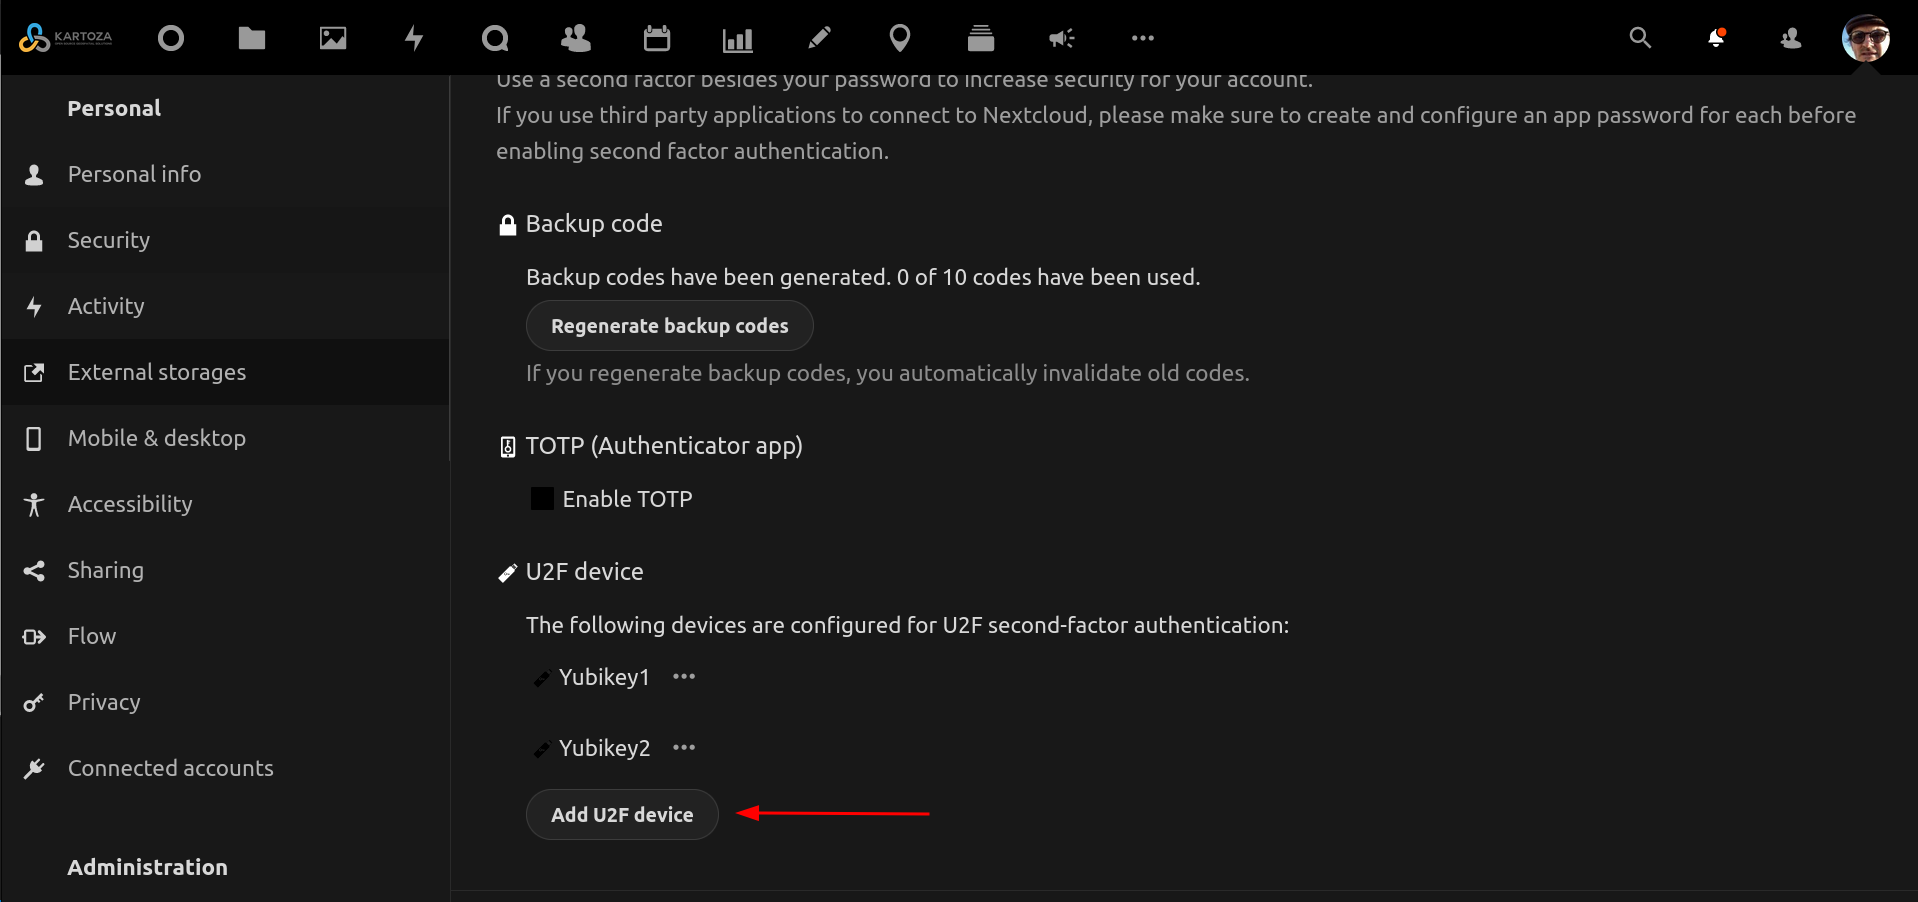 KARTOZA
Use a second factor besides your password to increase security for your account.
If you use third party applications to connect to Nextcloud, please make sure to create and configure an app password for each before
enabling second factor authentication.
Personal
Personal info
Security
Activity
External storages
Mobile & desktop
Accessibility
Sharing
Flow
Privacy
Connected accounts
Administration
Backup code
Backup codes have been generated. 0 of 10 codes have been used.
Regenerate backup codes
If you regenerate backup codes, you automatically invalidate old codes.
TOTP (Authenticator app)
Enable TOTP
U2F device
The following devices are configured for U2F second-factor authentication:
Yubikey1
Yubikey2
Add U2F device